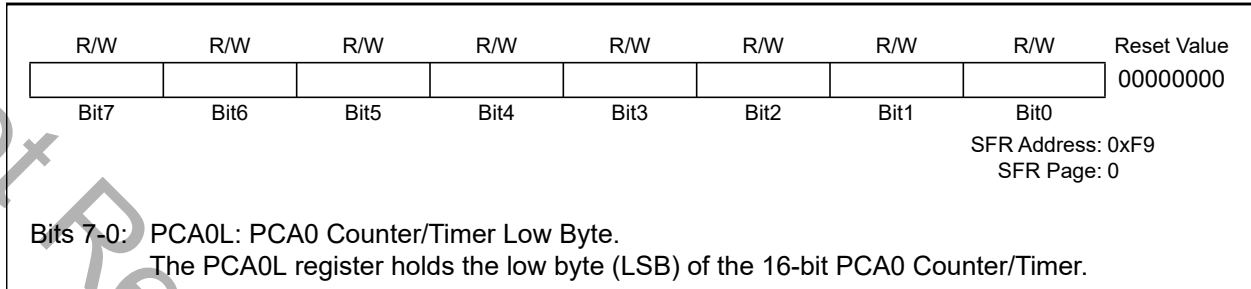 R/W R/W R/W R/W R/W R/W R/W R/W Reset Value
00000000
Bit7 Bit6 Bit5 Bit4 Bit3 Bit2 Bit1 Bit0
SFR Address: 0xF9
SFR Page: 0
Bits 7-0: PCA0L: PCA0 Counter/Timer Low Byte.
The PCA0L register holds the low byte (LSB) of the 16-bit PCA0 Counter/Timer.